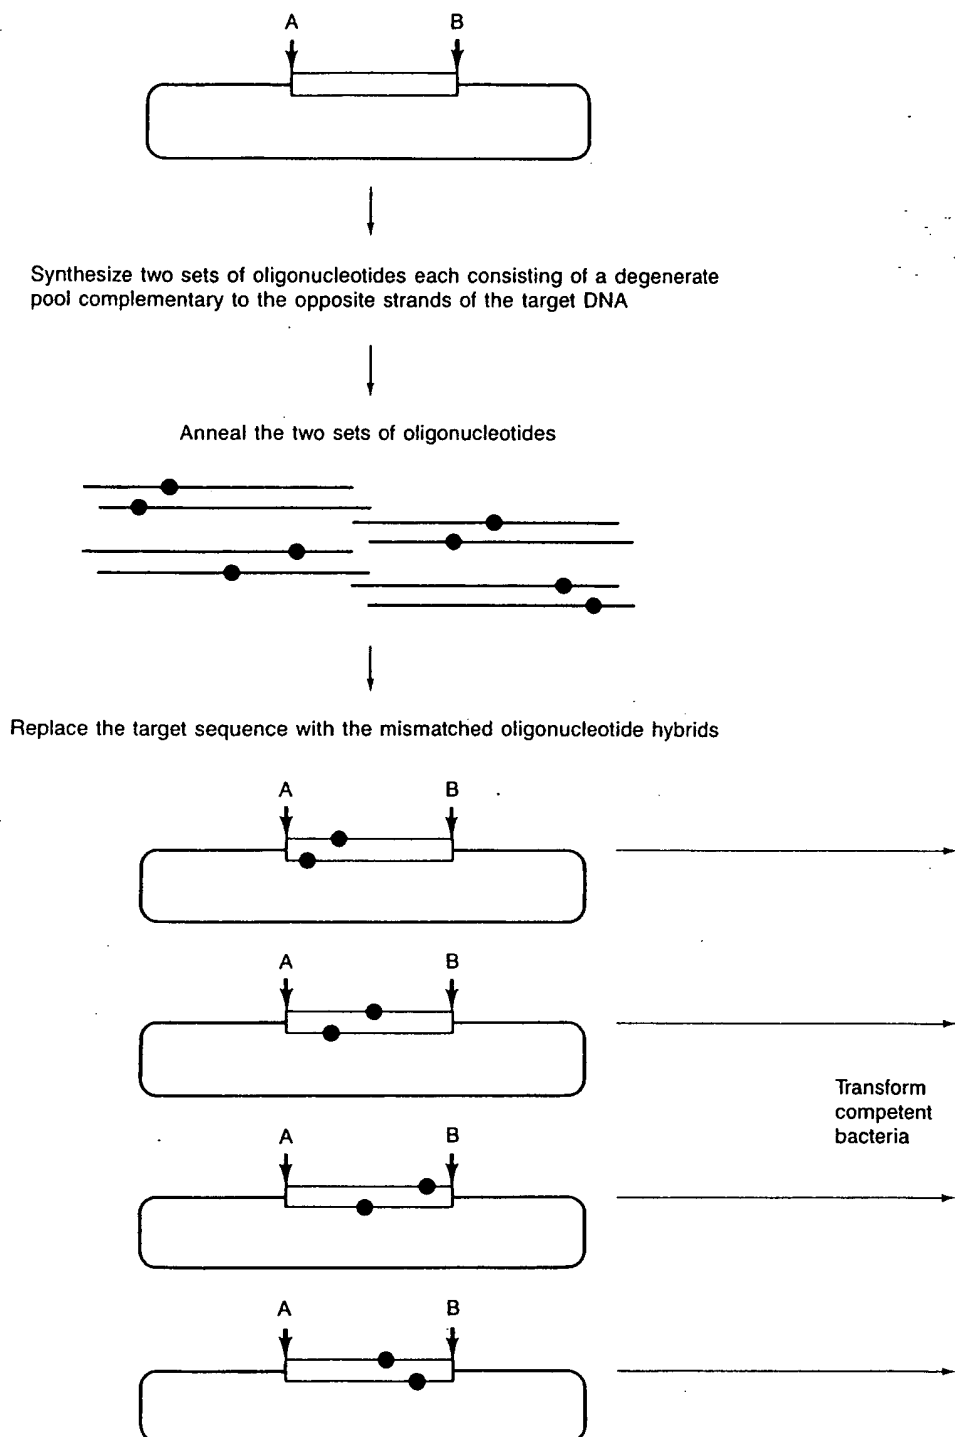 A B
Synthesize two sets of oligonucleotides each consisting of a degenerate
pool complementary to the opposite strands of the target DNA
Anneal the two sets of oligonucleotides
Replace the target sequence with the mismatched oligonucleotide hybrids
A B
A B
Transform
competent
bacteria
A B
A B